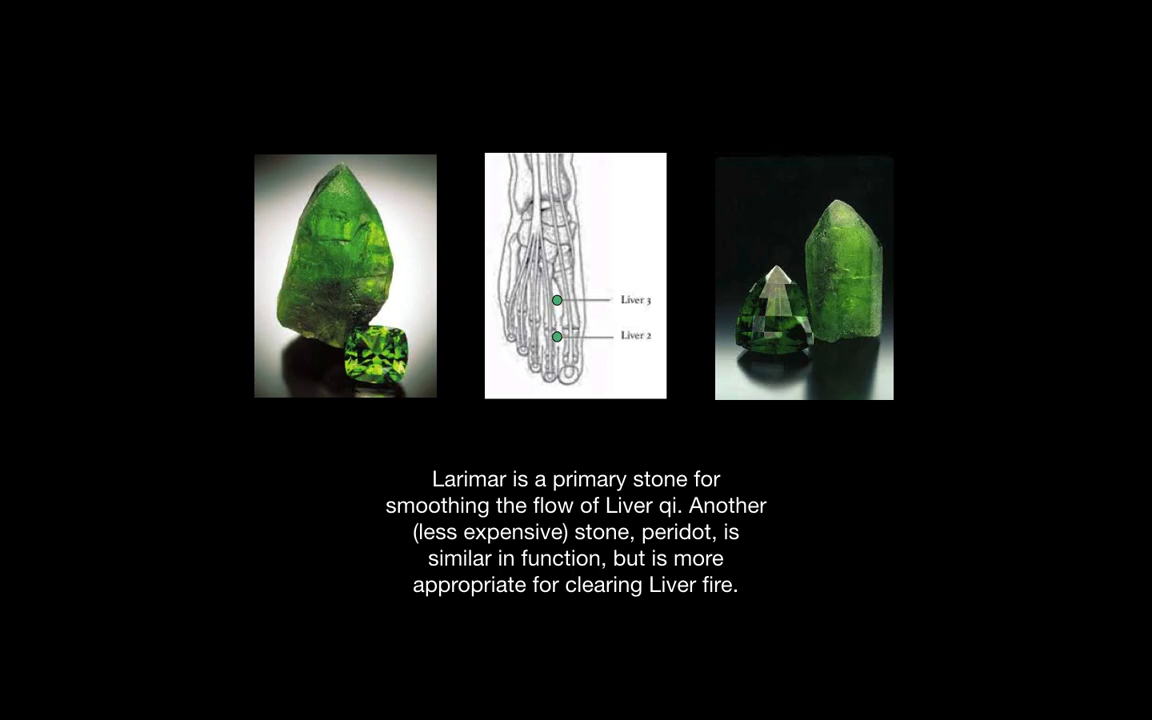 Liver 3
Liver 2
Larimar is a primary stone for
smoothing the flow of Liver qi. Another
(less expensive) stone, peridot, is
similar in function, but is more
appropriate for clearing Liver fire.